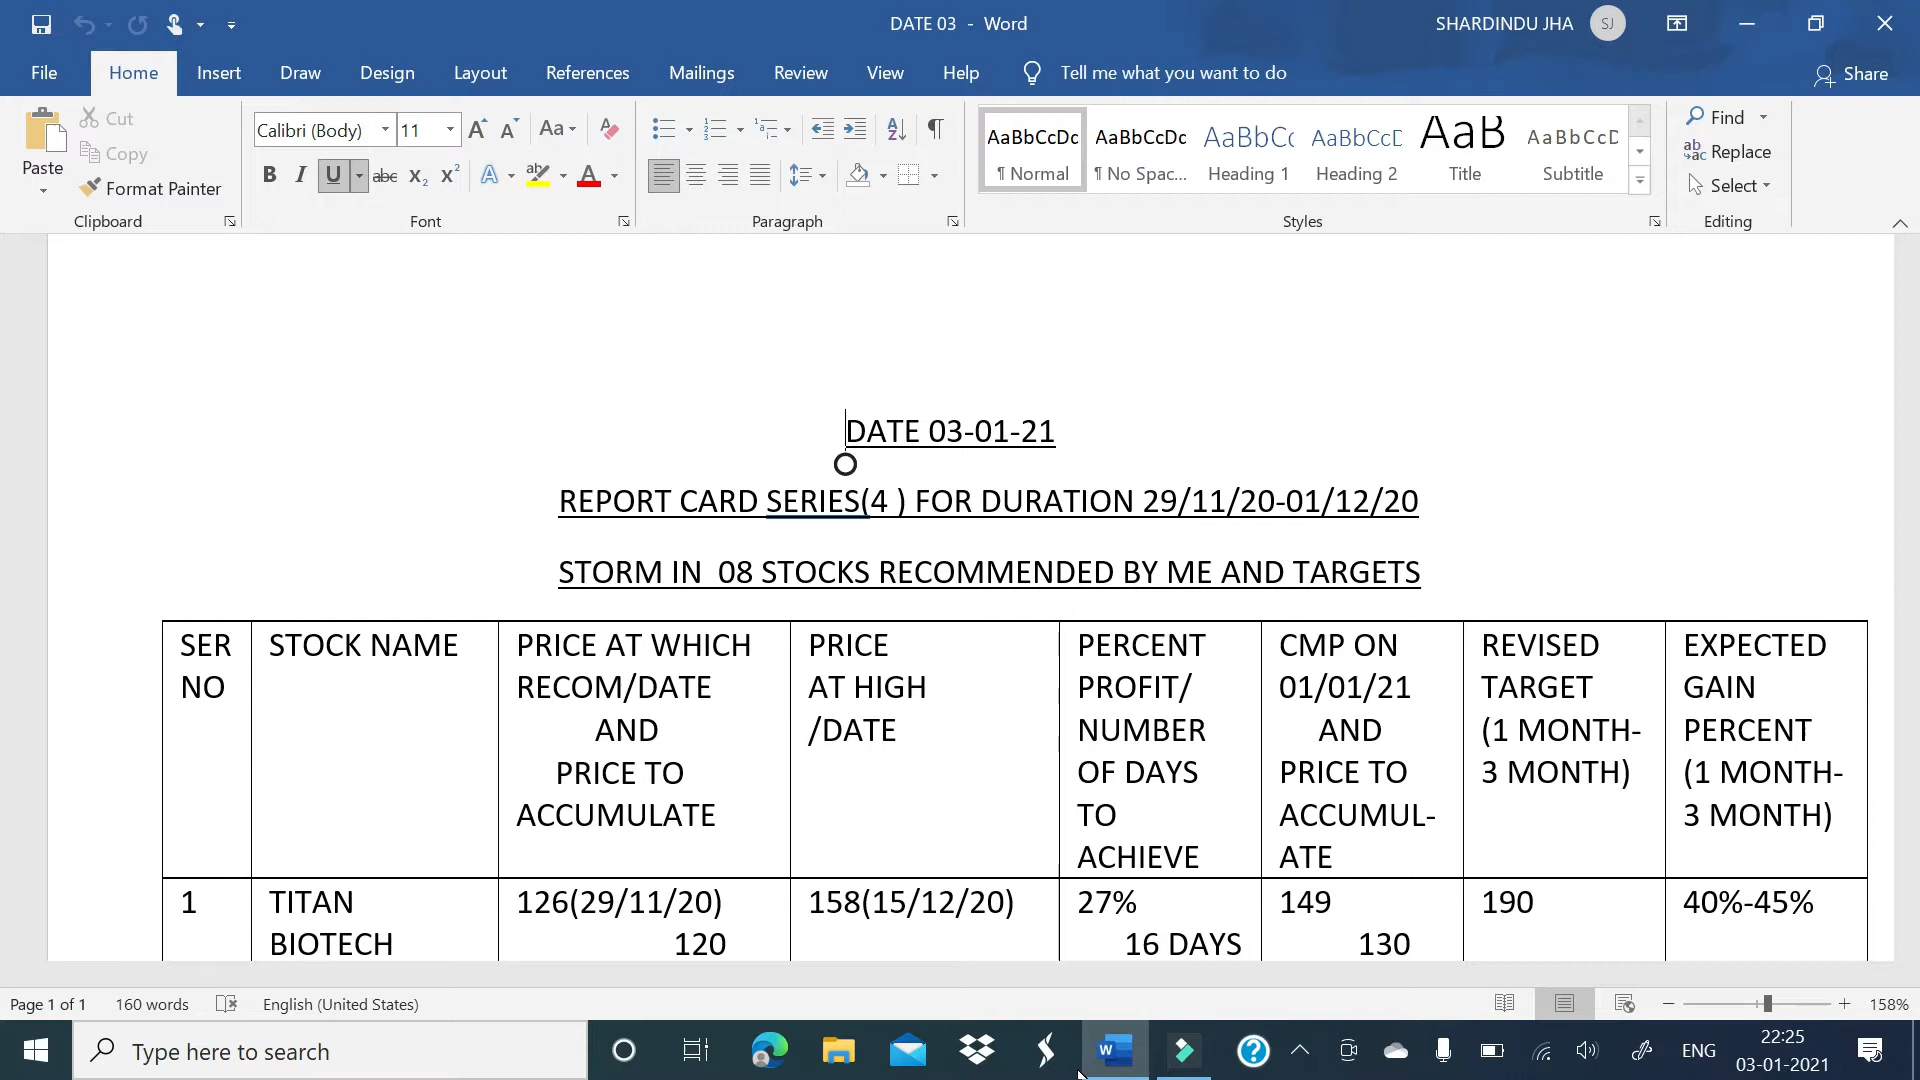 DATE 03 - Word
SHARDINDU JHA
SJ
File Home Insert Draw Design Layout References Mailings Review View Help Tell me what you want to do Share
Paste
Cut
Copy
Format Painter
Clipboard
Calibri (Body) 11
Font
Paragraph
AaBbCcDc AaBbCcDc AaBbCc AaBbCcD AaB AaBbCcD
¶ Normal ¶ No Spac... Heading 1 Heading 2 Title Subtitle
Styles
Find
Replace
Select
Editing
DATE 03-01-21
REPORT CARD SERIES(4 ) FOR DURATION 29/11/20-01/12/20
STORM IN 08 STOCKS RECOMMENDED BY ME AND TARGETS
SER
NO
STOCK NAME
PRICE AT WHICH
RECOM/DATE
AND
PRICE TO
ACCUMULATE
PRICE
AT HIGH
/DATE
PERCENT
PROFIT/
NUMBER
OF DAYS
TO
ACHIEVE
CMP ON
01/01/21
AND
PRICE TO
ACCUMUL-
ATE
REVISED
TARGET
(1 MONTH-
3 MONTH)
EXPECTED
GAIN
PERCENT
(1 MONTH-
3 MONTH)
1
TITAN
BIOTECH
126(29/11/20)
120
158(15/12/20)
27%
16 DAYS
149
130
190
40%-45%
Page 1 of 1 160 words English (United States) 158%
Type here to search
ENG
22:25
03-01-2021